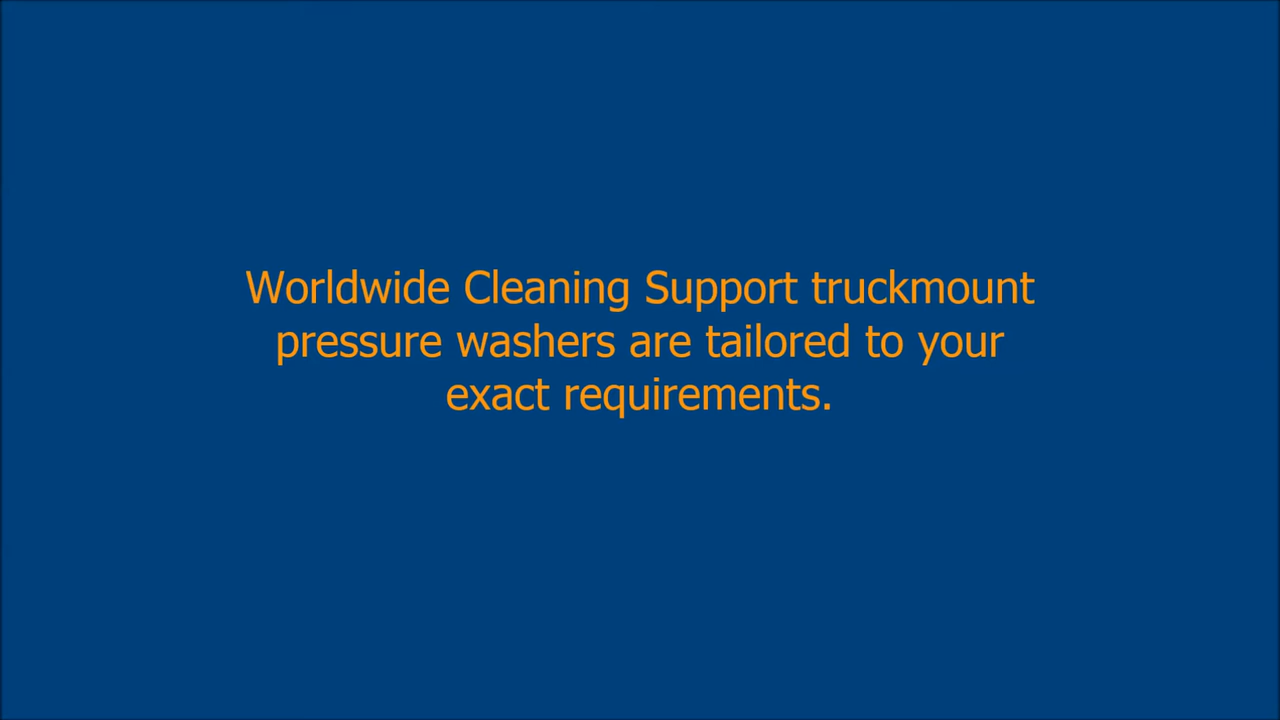 Worldwide Cleaning Support truckmount
pressure washers are tailored to your
exact requirements.